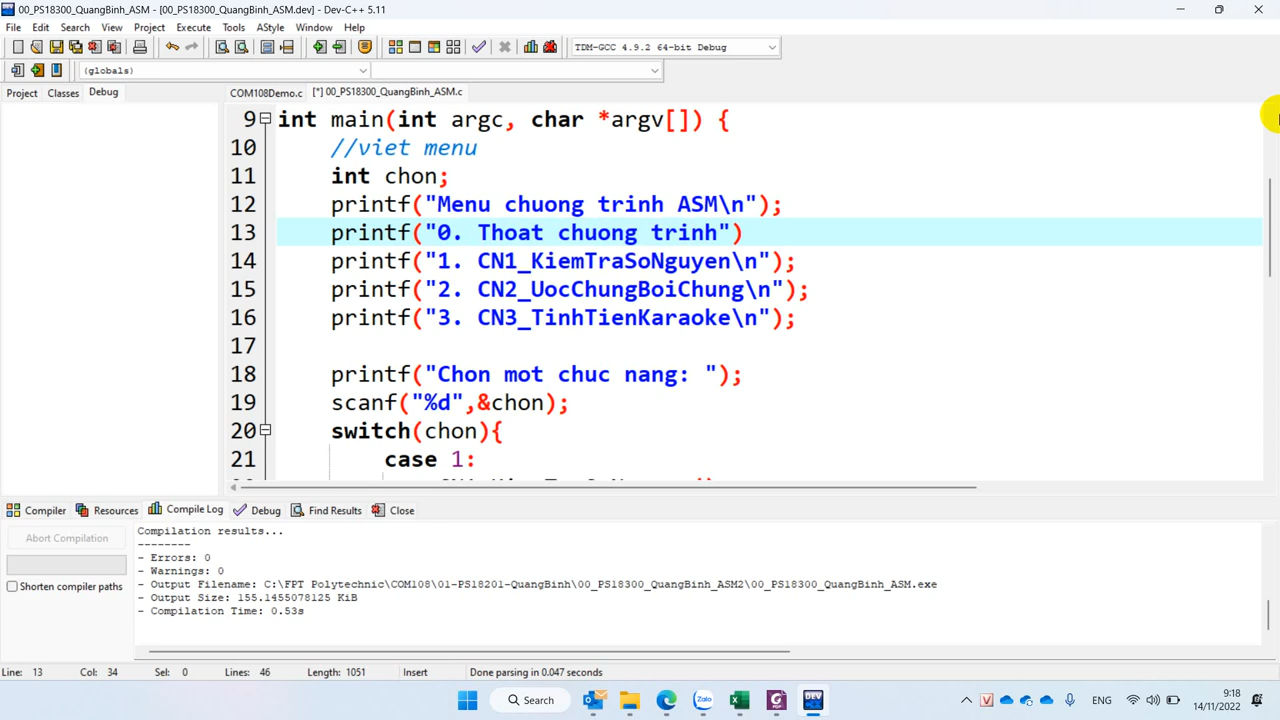 00_PS18300_QuangBinh_ASM - [00_PS18300_QuangBinh_ASM.dev] - Dev-C++ 5.11
File Edit Search View Project Execute Tools AStyle Window Help
TDM-GCC 4.9.2 64-bit Debug
(globals)
Project Classes Debug
COM108Demo.c [*] 00_PS18300_QuangBinh_ASM.c
9 int main(int argc, char *argv[]) {
10 //viet menu
11 int chon;
12 printf("Menu chuong trinh ASM\n");
13 printf("0. Thoat chuong trinh")
14 printf("1. CN1_KiemTraSoNguyen\n");
15 printf("2. CN2_UocChungBoiChung\n");
16 printf("3. CN3_TinhTienKaraoke\n");
17
18 printf("Chon mot chuc nang: ");
19 scanf("%d",&chon);
20 switch(chon){
21 case 1:
Compiler Resources Compile Log Debug Find Results Close
Abort Compilation
Shorten compiler paths
Compilation results...
--------
- Errors: 0
- Warnings: 0
- Output Filename: C:\FPT Polytechnic\COM108\01-PS18201-QuangBinh\00_PS18300_QuangBinh_ASM2\00_PS18300_QuangBinh_ASM.exe
- Output Size: 155.1455078125 KiB
- Compilation Time: 0.53s
Line: 13 Col: 34 Sel: 0 Lines: 46 Length: 1051 Insert Done parsing in 0.047 seconds
Search
DEV
ENG
9:18
14/11/2022